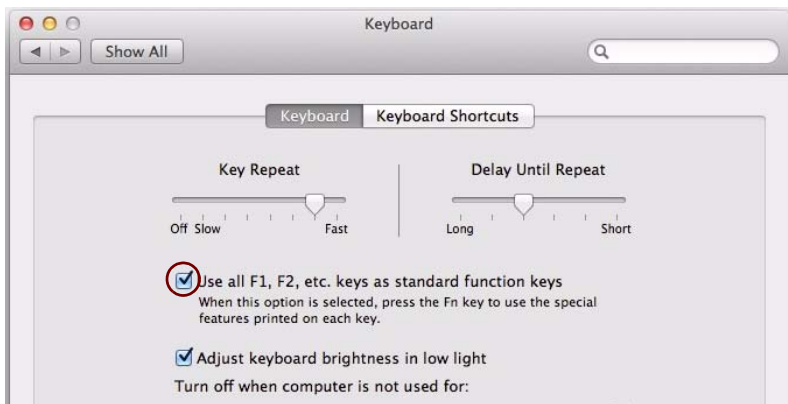 Keyboard
Show All
Keyboard Keyboard Shortcuts
Key Repeat Delay Until Repeat
Off Slow Fast Long Short
Use all F1, F2, etc. keys as standard function keys
When this option is selected, press the Fn key to use the special
features printed on each key.
Adjust keyboard brightness in low light
Turn off when computer is not used for: